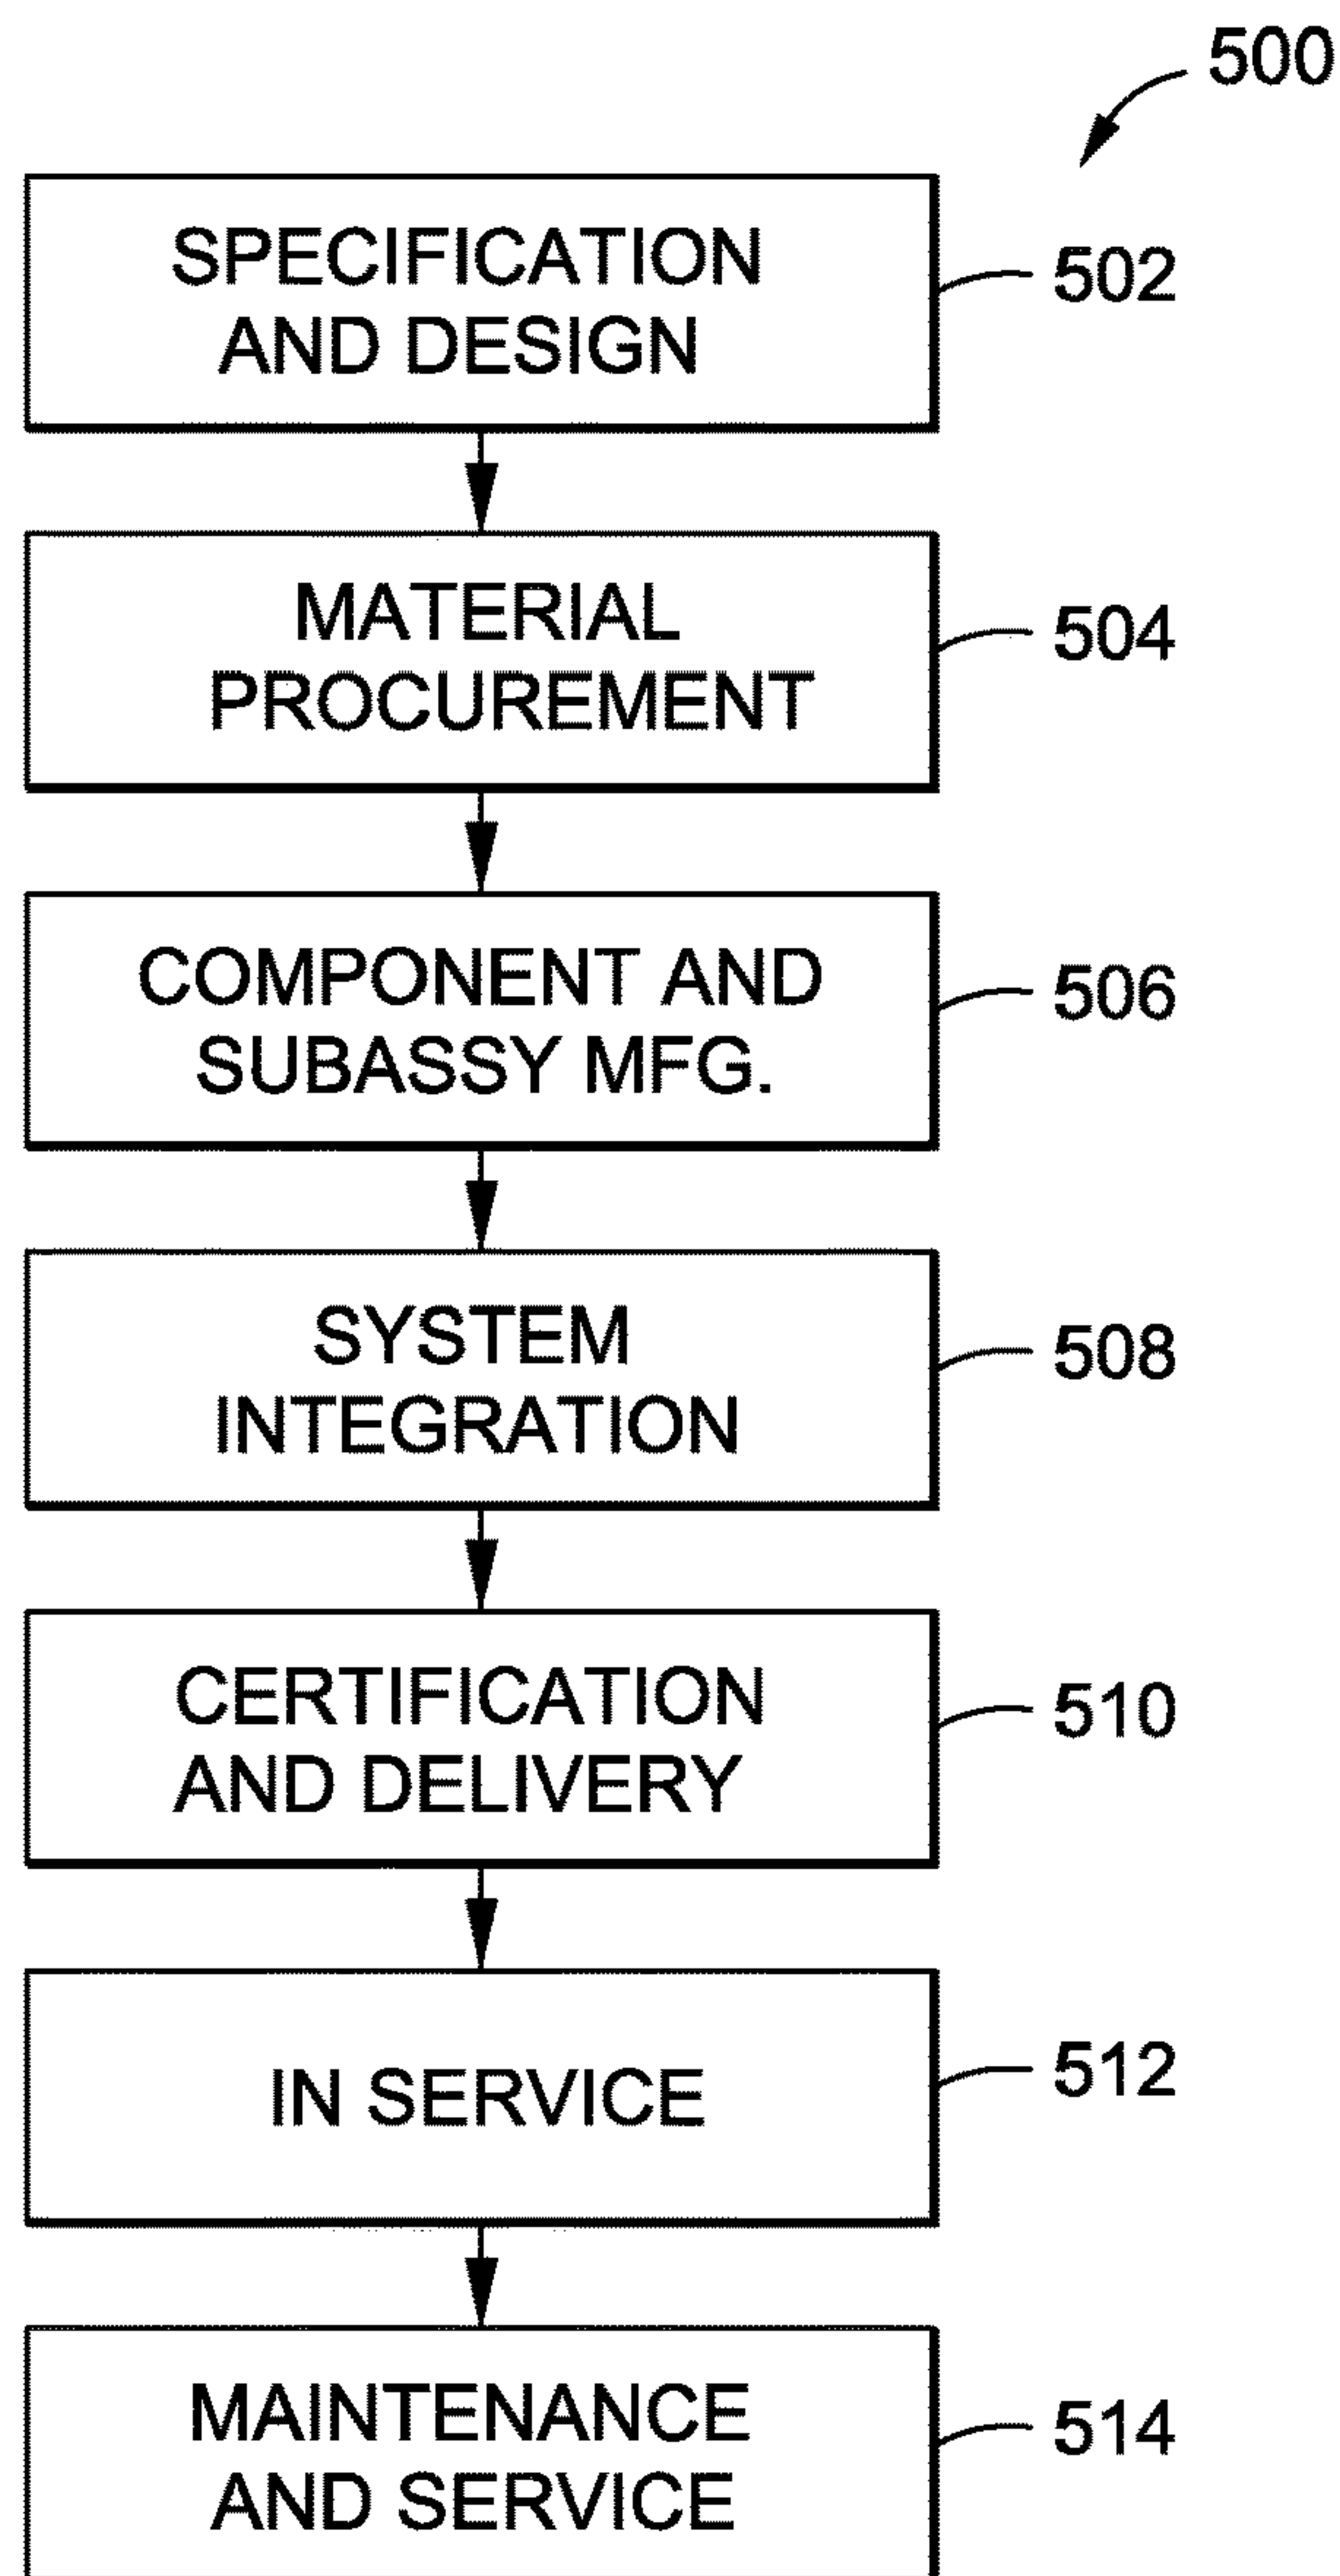 500
SPECIFICATION
AND DESIGN
502
MATERIAL
PROCUREMENT
504
COMPONENT AND
SUBASSY MFG.
506
SYSTEM
INTEGRATION
508
CERTIFICATION
AND DELIVERY
510
IN SERVICE
512
MAINTENANCE
AND SERVICE
514